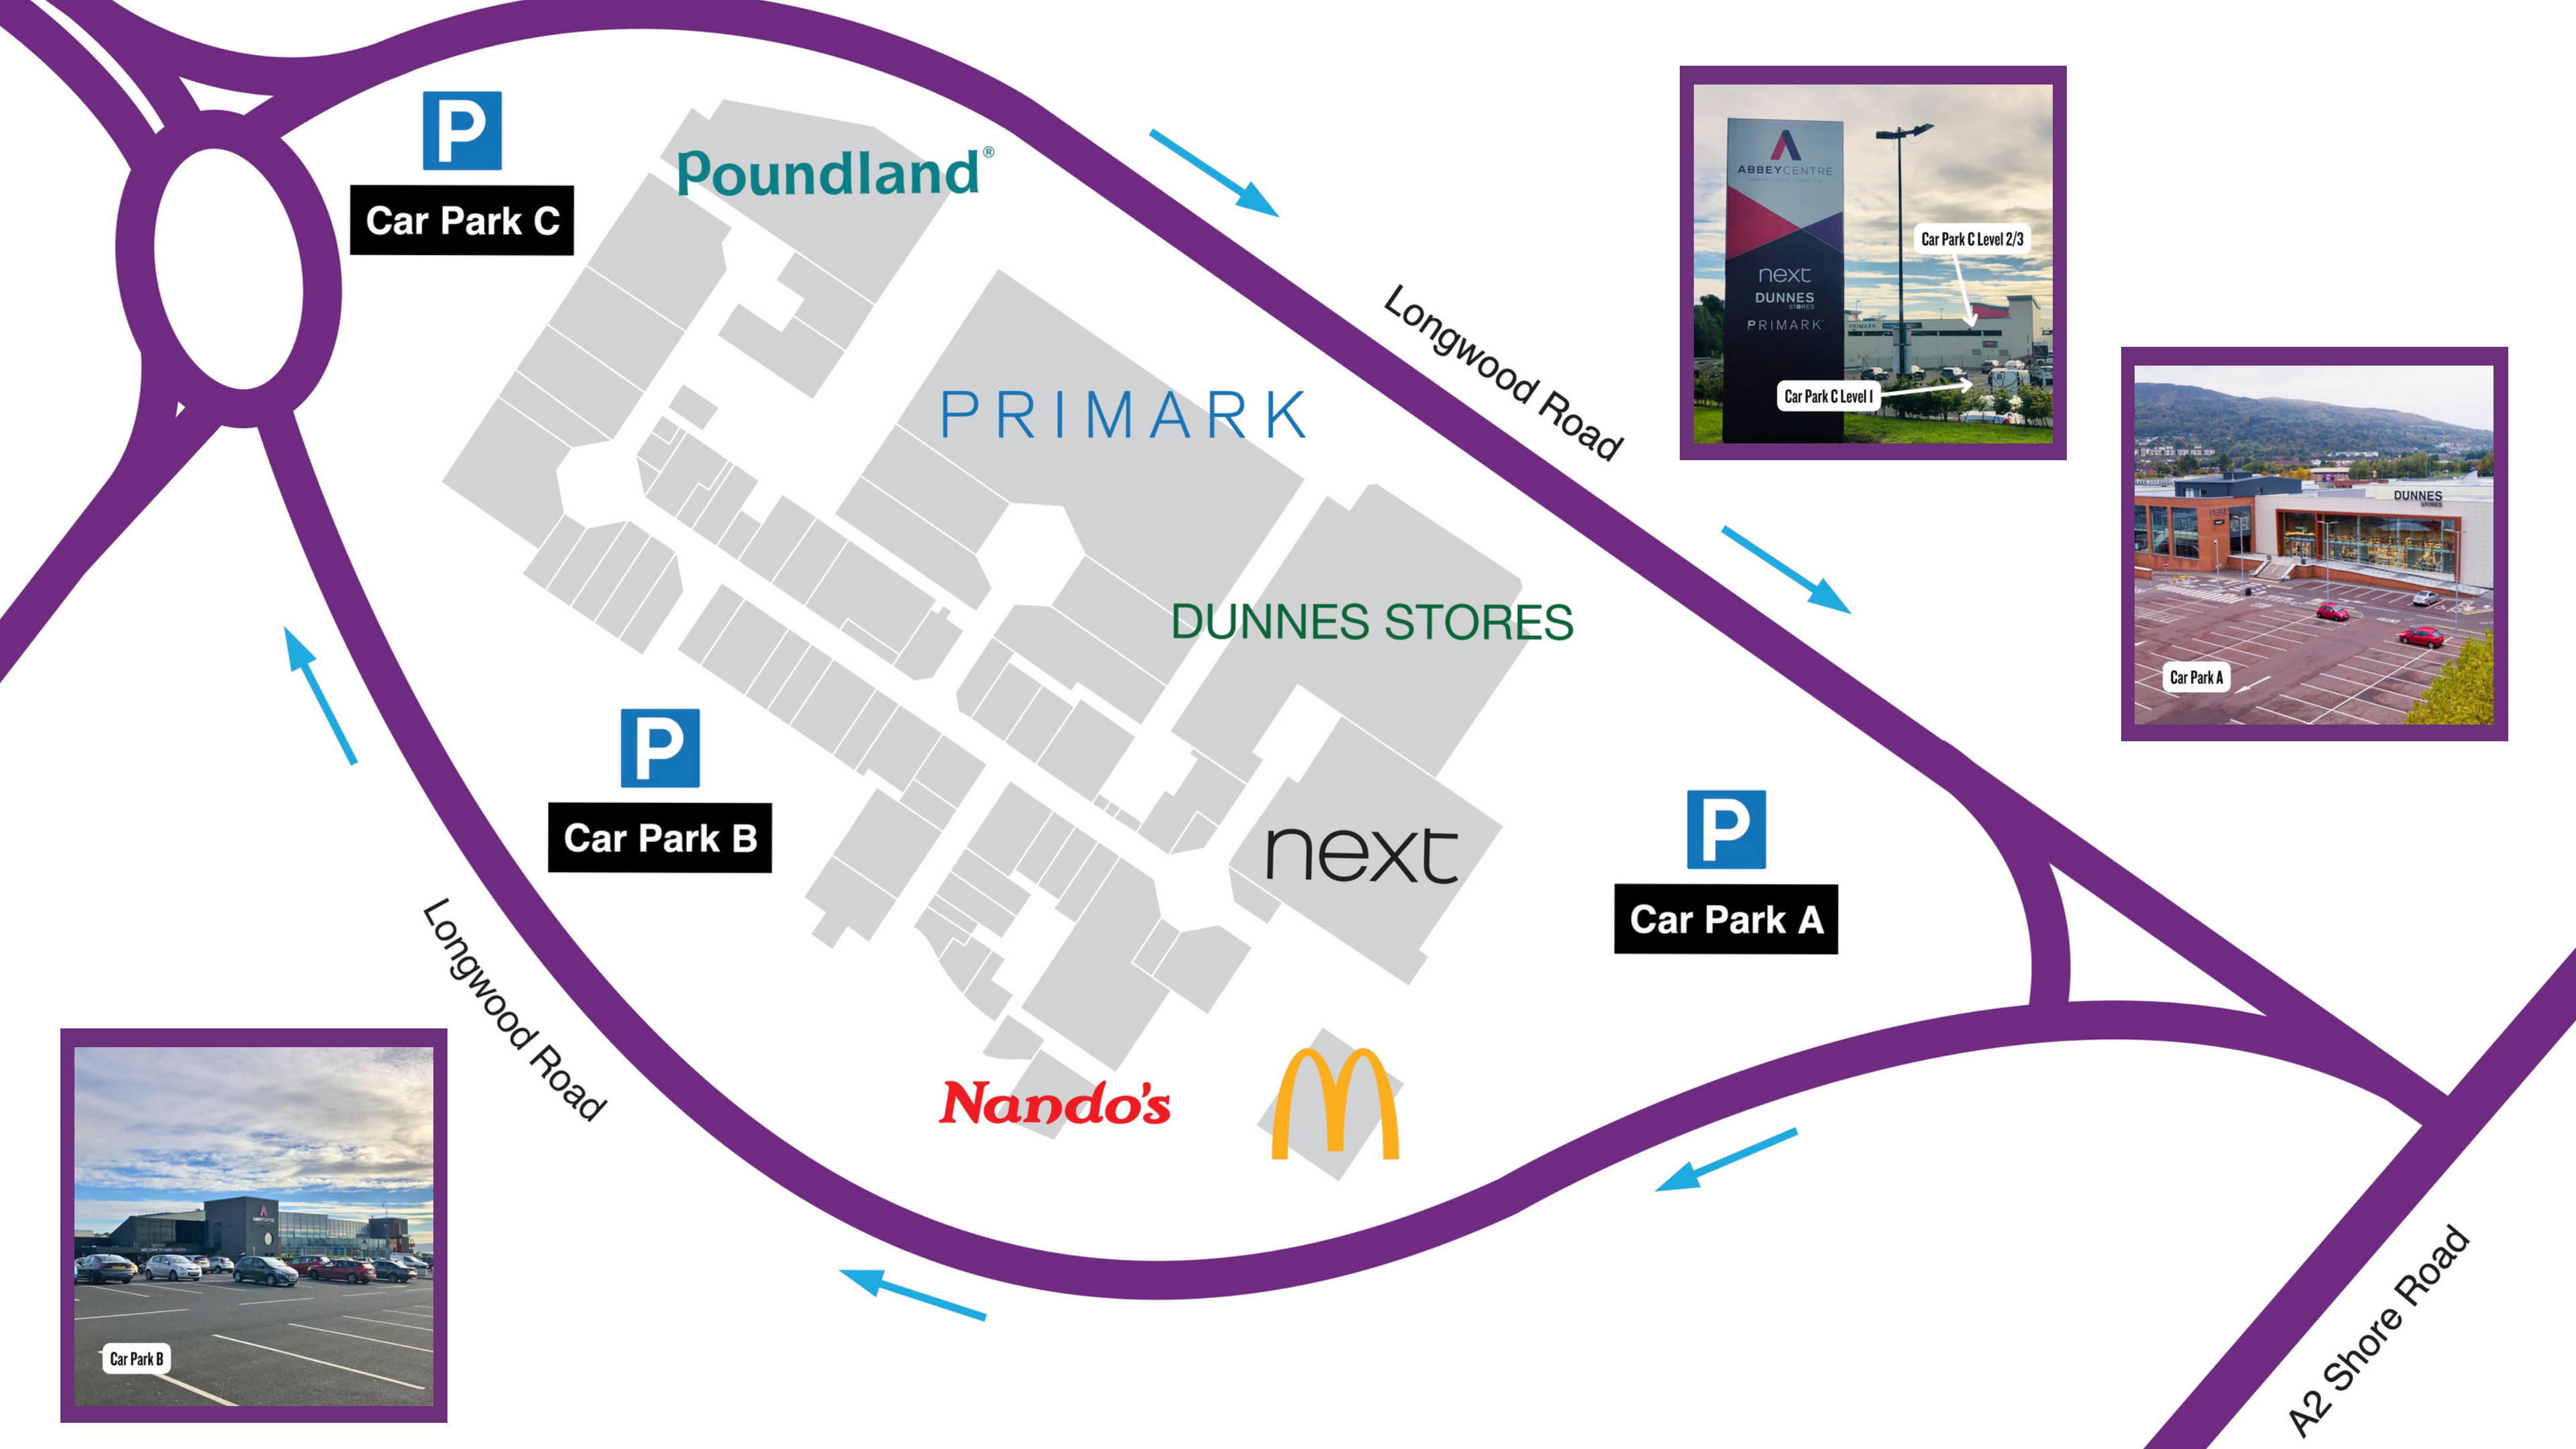 P
Car Park C
Poundland®
PRIMARK
DUNNES STORES
next
P
Car Park B
P
Car Park A
Nando's
M
Longwood Road
Longwood Road
A2 Shore Road
ABBEYCENTRE
next
DUNNES
STORES
PRIMARK
PRIMARK
Car Park C Level 2/3
Car Park C Level 1
DUNNES
STORES
next
Car Park A
Car Park B